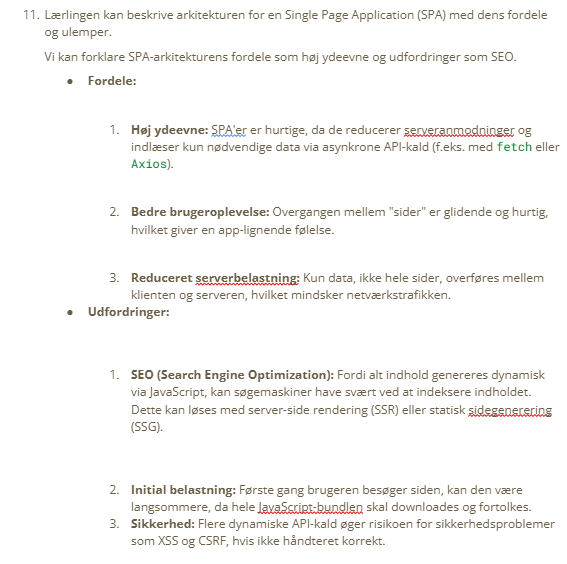 11. Lærlingen kan beskrive arkitekturen for en Single Page Application (SPA) med dens fordele
og ulemper.
Vi kan forklare SPA-arkitekturens fordele som høj ydeevne og udfordringer som SEO.
● Fordele:
1. Høj ydeevne: SPA'er er hurtige, da de reducerer serveranmodninger og
indlæser kun nødvendige data via asynkrone API-kald (f.eks. med fetch eller
Axios).
2. Bedre brugeroplevelse: Overgangen mellem "sider" er glidende og hurtig,
hvilket giver en app-lignende følelse.
3. Reduceret serverbelastning: Kun data, ikke hele sider, overføres mellem
klienten og serveren, hvilket mindsker netværkstrafikken.
● Udfordringer:
1. SEO (Search Engine Optimization): Fordi alt indhold genereres dynamisk
via JavaScript, kan søgemaskiner have svært ved at indeksere indholdet.
Dette kan løses med server-side rendering (SSR) eller statisk sidegenerering
(SSG).
2. Initial belastning: Første gang brugeren besøger siden, kan den være
langsommere, da hele JavaScript-bundlen skal downloades og fortolkes.
3. Sikkerhed: Flere dynamiske API-kald øger risikoen for sikkerhedsproblemer
som XSS og CSRF, hvis ikke håndteret korrekt.